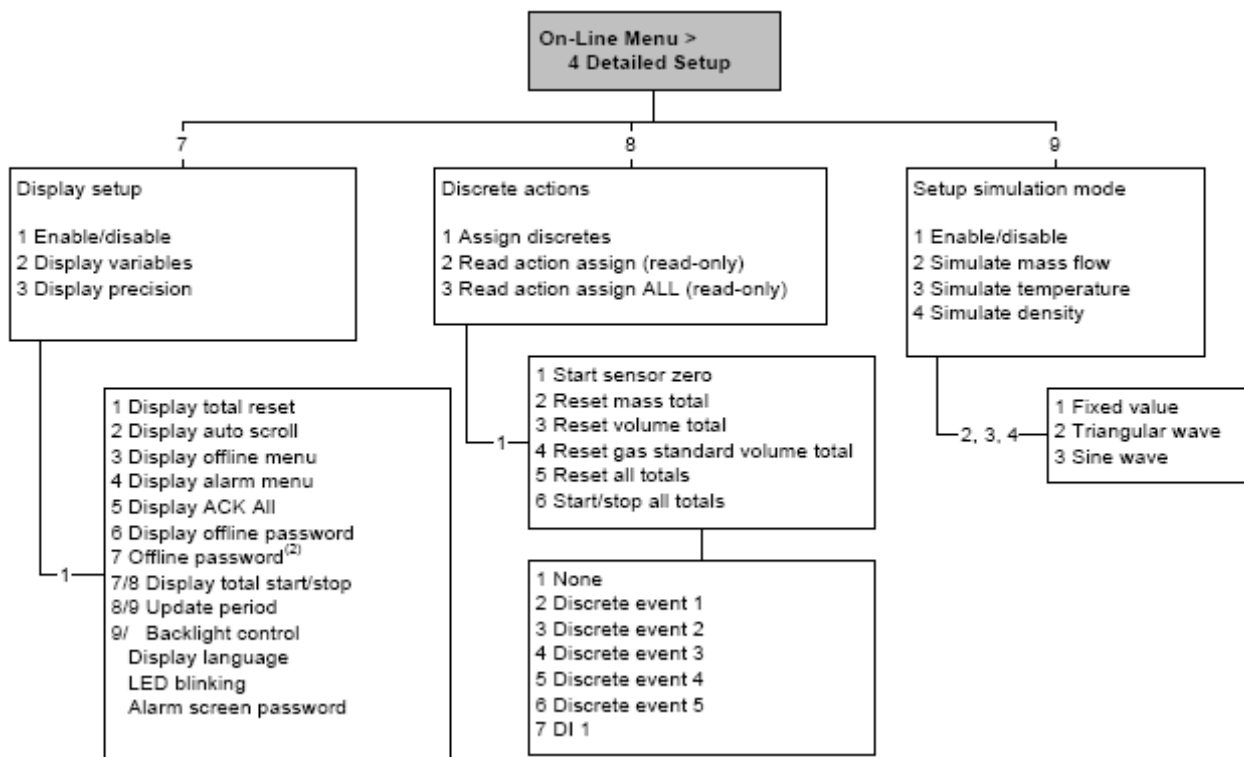 On-Line Menu >
4 Detailed Setup
7
8
9
Display setup
1 Enable/disable
2 Display variables
3 Display precision
Discrete actions
1 Assign discretes
2 Read action assign (read-only)
3 Read action assign ALL (read-only)
Setup simulation mode
1 Enable/disable
2 Simulate mass flow
3 Simulate temperature
4 Simulate density
1
1 Display total reset
2 Display auto scroll
3 Display offline menu
4 Display alarm menu
5 Display ACK All
6 Display offline password
7 Offline password(2)
7/8 Display total start/stop
8/9 Update period
9/ Backlight control
Display language
LED blinking
Alarm screen password
1
1 Start sensor zero
2 Reset mass total
3 Reset volume total
4 Reset gas standard volume total
5 Reset all totals
6 Start/stop all totals
1 None
2 Discrete event 1
3 Discrete event 2
4 Discrete event 3
5 Discrete event 4
6 Discrete event 5
7 DI 1
2, 3, 4
1 Fixed value
2 Triangular wave
3 Sine wave